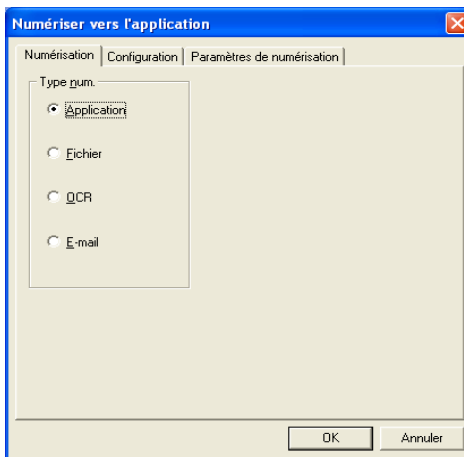 Numériser vers l'application
Numérisation Configuration Paramètres de numérisation
Type num.
Application
Fichier
OCR
E-mail
OK Annuler